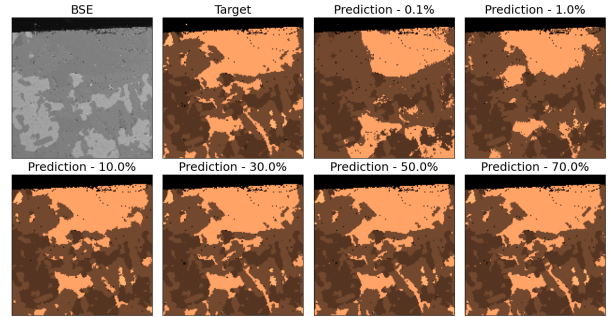 BSE
Target
Prediction - 0.1%
Prediction - 1.0%
Prediction - 10.0%
Prediction - 30.0%
Prediction - 50.0%
Prediction - 70.0%